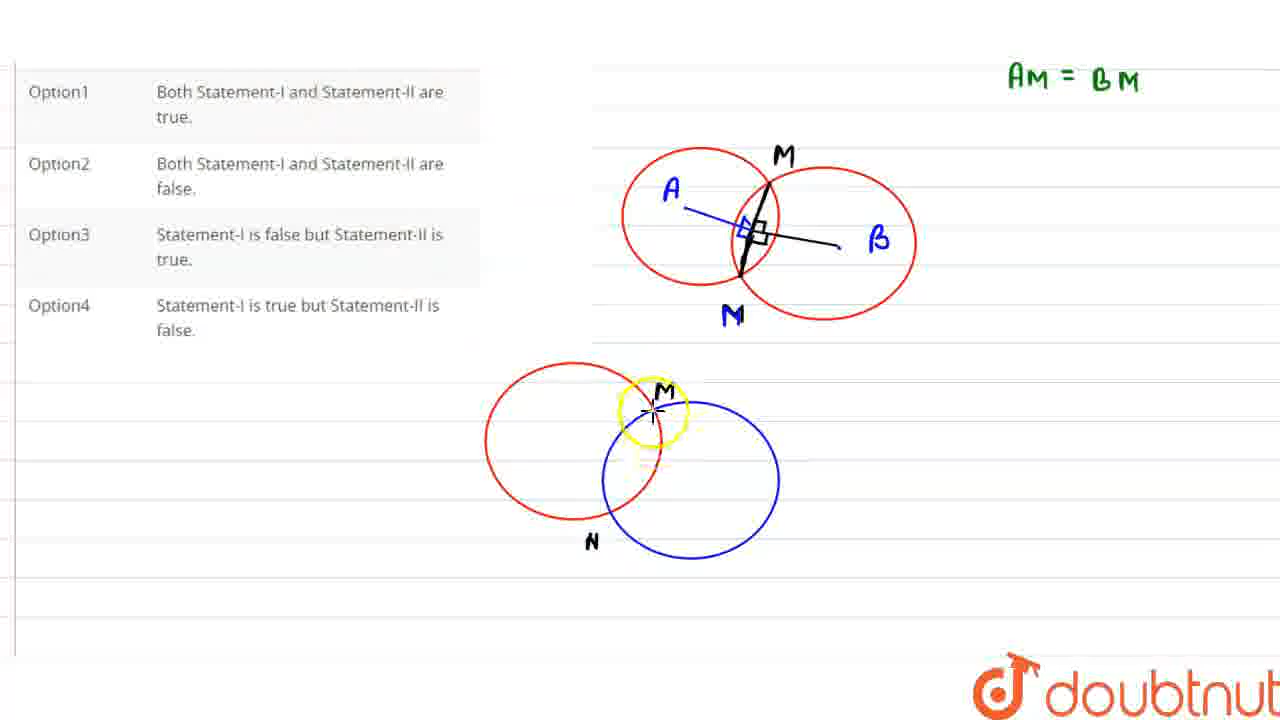 Option1 Both Statement-I and Statement-II are
true.
Option2 Both Statement-I and Statement-II are
false.
Option3 Statement-I is false but Statement-II is
true.
Option4 Statement-I is true but Statement-II is
false.
AM = BM
M
A
B
N
M
N
doubtnut